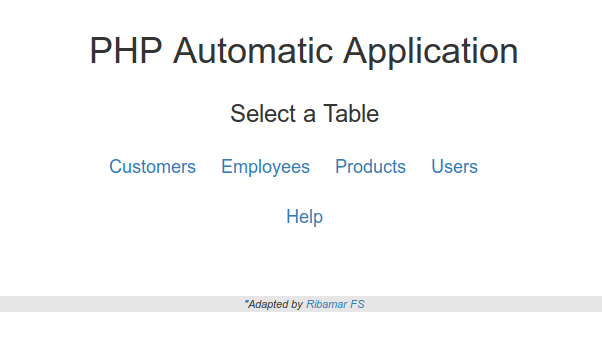 PHP Automatic Application
Select a Table
Customers Employees Products Users
Help
"Adapted by Ribamar FS